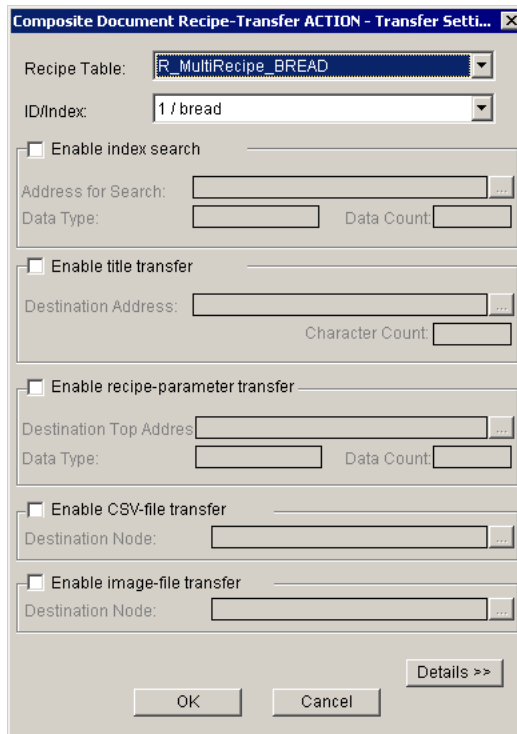 Composite Document Recipe-Transfer ACTION - Transfer Setti...
Recipe Table: R_MultiRecipe_BREAD
ID/Index: 1 / bread
Enable index search
Address for Search: ...
Data Type: Data Count:
Enable title transfer
Destination Address: ...
Character Count:
Enable recipe-parameter transfer
Destination Top Addres ...
Data Type: Data Count:
Enable CSV-file transfer
Destination Node: ...
Enable image-file transfer
Destination Node: ...
Details >>
OK Cancel